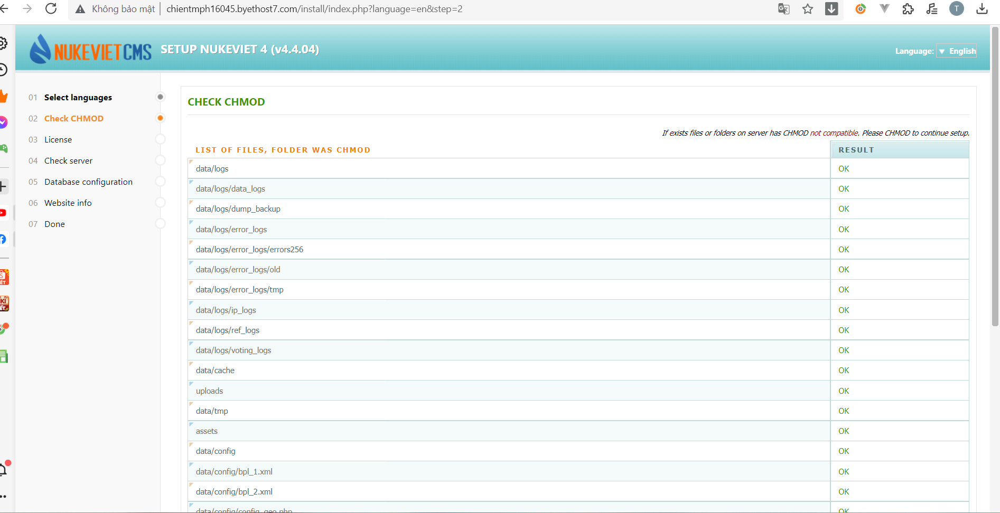 Không bảo mật
chientmph16045.byethost7.com/install/index.php?language=en&step=2
T
NUKEVIETCMS
SETUP NUKEVIET 4 (v4.4.04)
Language: ▼ English
01 Select languages
02 Check CHMOD
03 License
04 Check server
05 Database configuration
06 Website info
07 Done
CHECK CHMOD
If exists files or folders on server has CHMOD not compatible. Please CHMOD to continue setup.
LIST OF FILES, FOLDER WAS CHMOD RESULT
data/logs OK
data/logs/data_logs OK
data/logs/dump_backup OK
data/logs/error_logs OK
data/logs/error_logs/errors256 OK
data/logs/error_logs/old OK
data/logs/error_logs/tmp OK
data/logs/ip_logs OK
data/logs/ref_logs OK
data/logs/voting_logs OK
data/cache OK
uploads OK
data/tmp OK
assets OK
data/config OK
data/config/bpl_1.xml OK
data/config/bpl_2.xml OK
data/config/config_geo.php OK